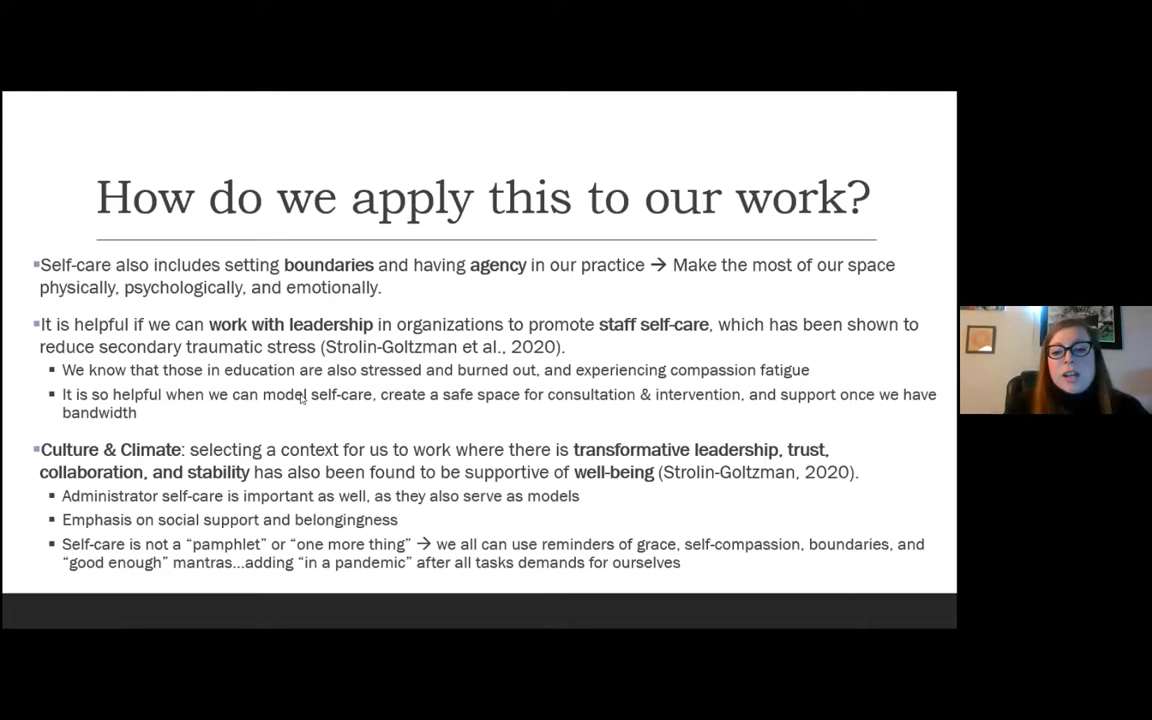 How do we apply this to our work?
▪Self-care also includes setting boundaries and having agency in our practice → Make the most of our space
physically, psychologically, and emotionally.
▪It is helpful if we can work with leadership in organizations to promote staff self-care, which has been shown to
reduce secondary traumatic stress (Strolin-Goltzman et al., 2020).
▪ We know that those in education are also stressed and burned out, and experiencing compassion fatigue
▪ It is so helpful when we can model self-care, create a safe space for consultation & intervention, and support once we have
bandwidth
▪Culture & Climate: selecting a context for us to work where there is transformative leadership, trust,
collaboration, and stability has also been found to be supportive of well-being (Strolin-Goltzman, 2020).
▪ Administrator self-care is important as well, as they also serve as models
▪ Emphasis on social support and belongingness
▪ Self-care is not a “pamphlet” or “one more thing” → we all can use reminders of grace, self-compassion, boundaries, and
“good enough” mantras…adding “in a pandemic” after all tasks demands for ourselves